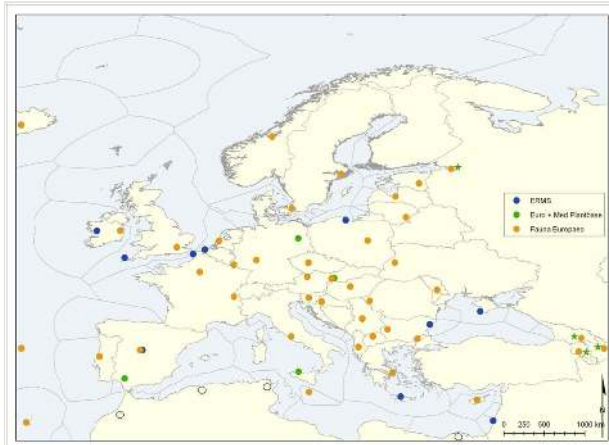 ERMS
Euro + Med Plantbase
Fauna Europaea
N
0 250 500 1000 km